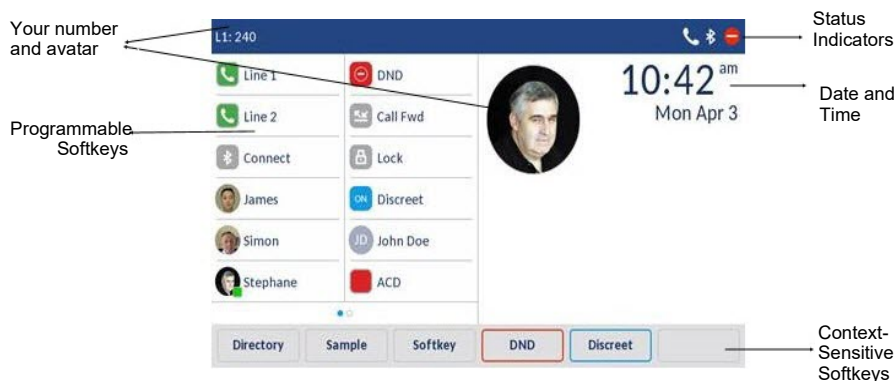 Your number
and avatar
L1: 240
Status
Indicators
Line 1
DND
10:42 am
Date and
Time
Line 2
Call Fwd
Mon Apr 3
Programmable
Softkeys
Connect
Lock
James
ON
Discreet
Simon
JD
John Doe
Stephane
ACD
Directory
Sample
Softkey
DND
Discreet
Context-
Sensitive
Softkeys